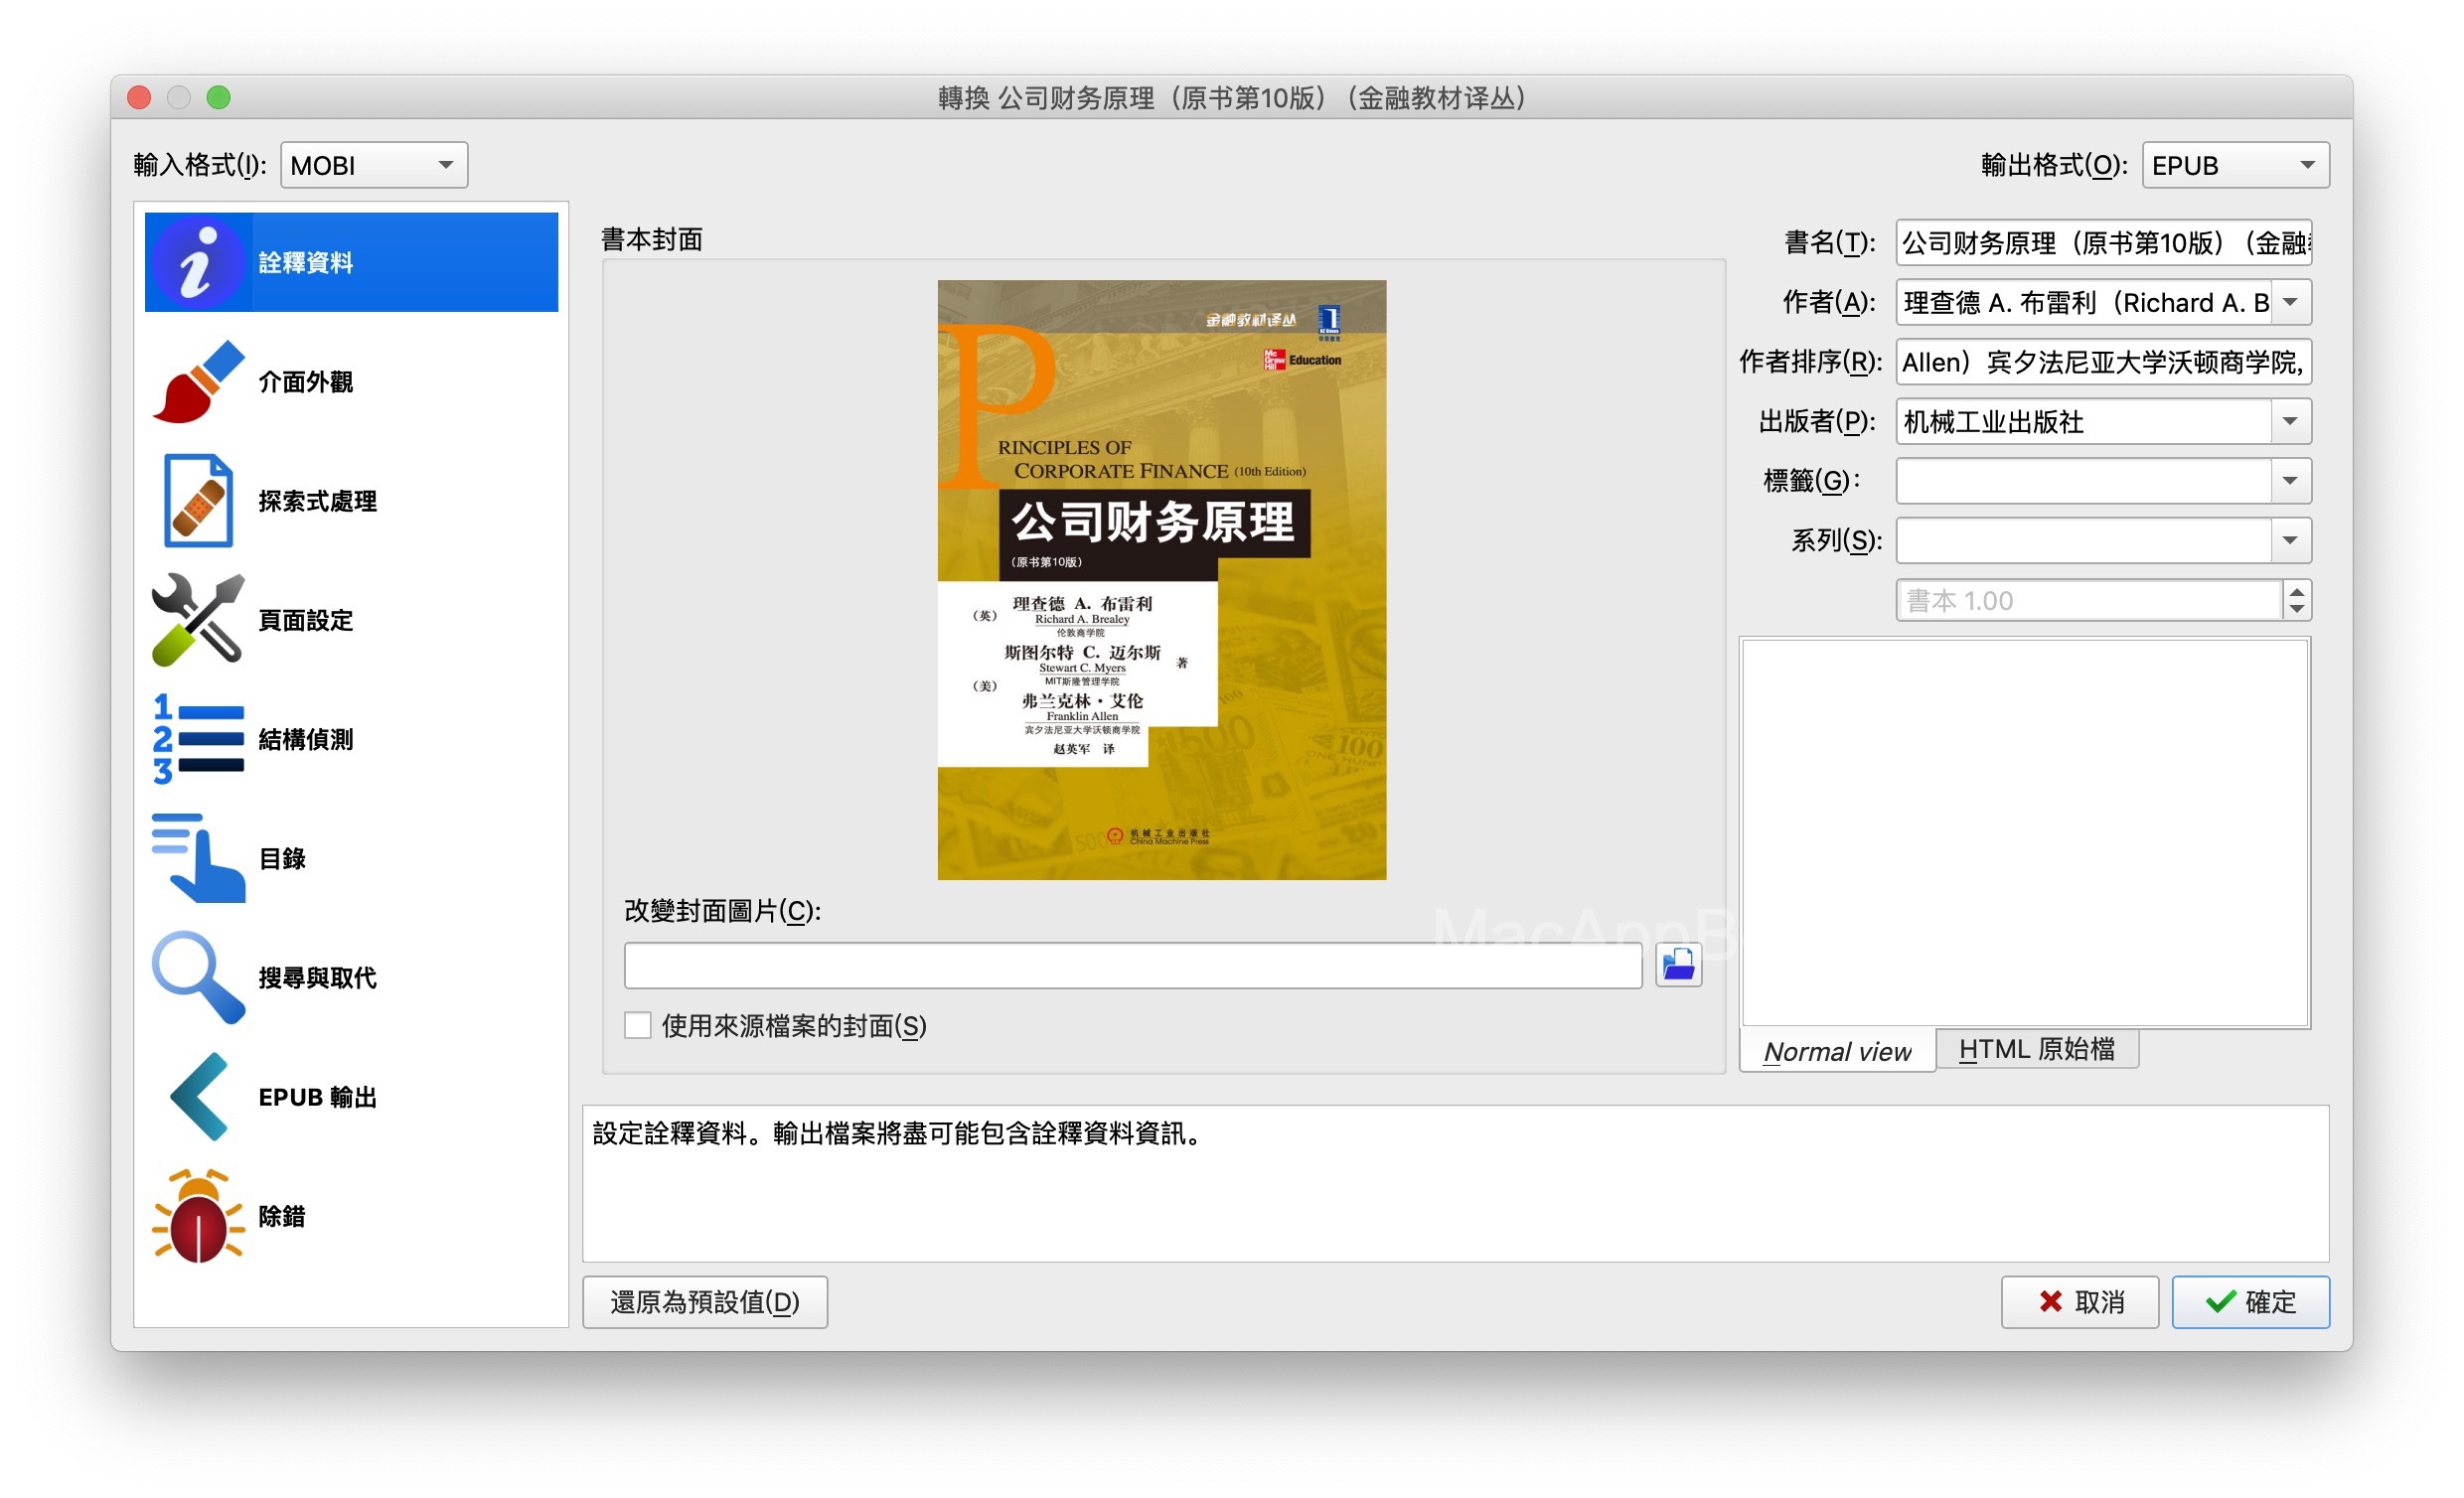 轉換 公司财务原理（原书第10版）（金融教材译丛）
輸入格式(I):
MOBI
輸出格式(O):
EPUB
詮釋資料
介面外觀
探索式處理
頁面設定
結構偵測
目錄
搜尋與取代
EPUB 輸出
除錯
書本封面
金融教材译丛
McGraw Hill Education
PRINCIPLES OF
CORPORATE FINANCE (10th Edition)
公司财务原理
（原书第10版）
（英）
理查德 A. 布雷利
Richard A. Brealey
伦敦商学院
斯图尔特 C. 迈尔斯
Stewart C. Myers
著
MIT斯隆管理学院
（美）
弗兰克林·艾伦
Franklin Allen
宾夕法尼亚大学沃顿商学院
赵英军 译
机械工业出版社
China Machine Press
改變封面圖片(C):
MacAppB
使用來源檔案的封面(S)
書名(T):
公司财务原理（原书第10版）（金融
作者(A):
理查德 A. 布雷利（Richard A. B
作者排序(R):
Allen）宾夕法尼亚大学沃顿商学院,
出版者(P):
机械工业出版社
標籤(G):
系列(S):
書本 1.00
Normal view
HTML 原始檔
設定詮釋資料。輸出檔案將盡可能包含詮釋資料資訊。
還原為預設值(D)
取消
確定